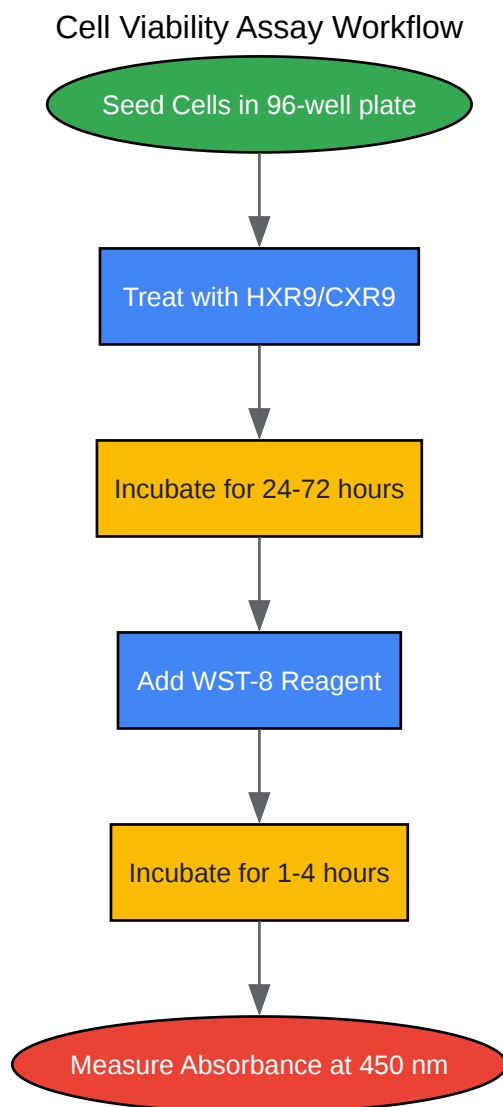 Cell Viability Assay Workflow
Seed Cells in 96-well plate
Treat with HXR9/CXR9
Incubate for 24-72 hours
Add WST-8 Reagent
Incubate for 1-4 hours
Measure Absorbance at 450 nm